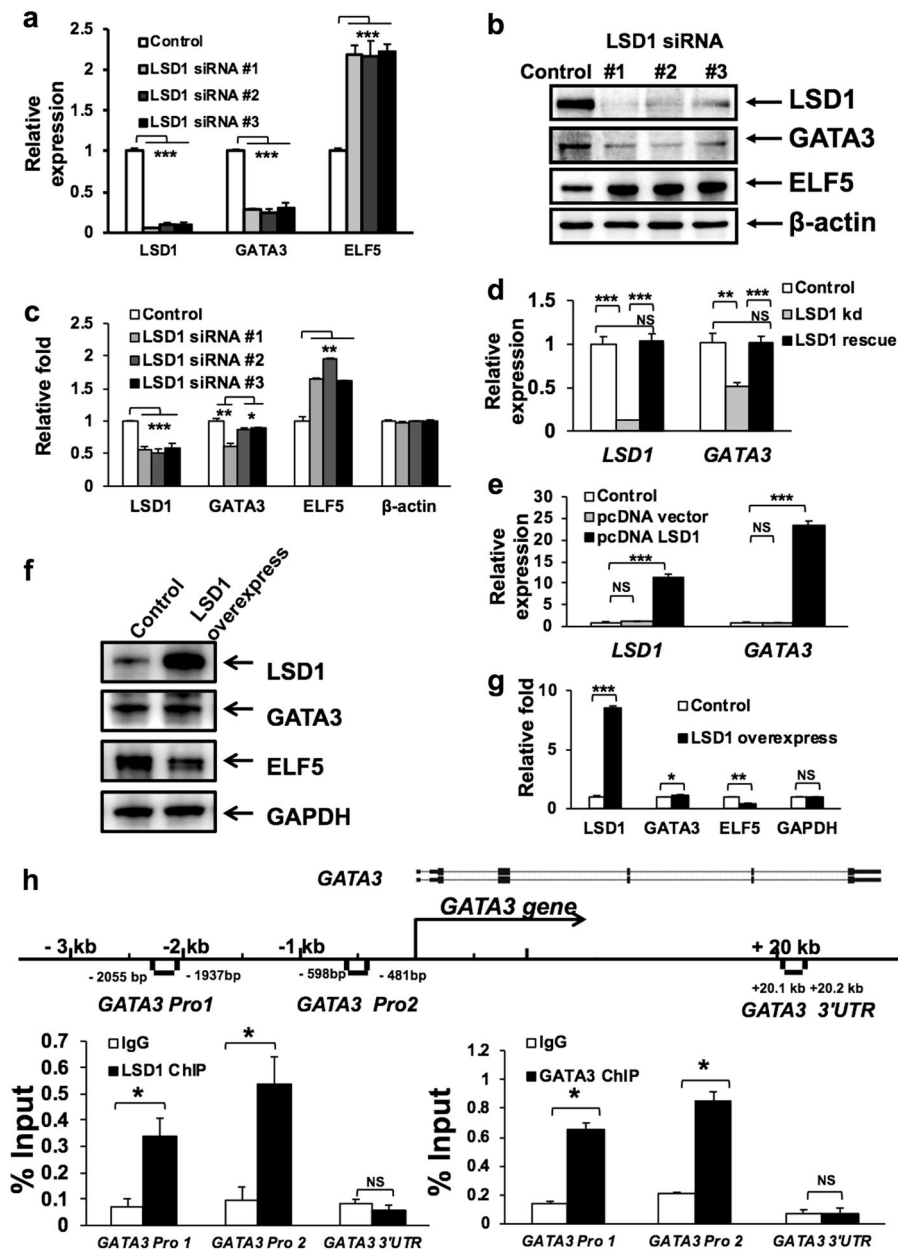 a
2.5
2
1.5
1
0.5
0
Relative expression
Control
LSD1 siRNA #1
LSD1 siRNA #2
LSD1 siRNA #3
***
***
***
LSD1 GATA3 ELF5
b
LSD1 siRNA
Control #1 #2 #3
LSD1
GATA3
ELF5
β-actin
c
2.5
2
1.5
1
0.5
0
Relative fold
Control
LSD1 siRNA #1
LSD1 siRNA #2
LSD1 siRNA #3
***
** *
**
LSD1 GATA3 ELF5 β-actin
d
1.5
1
0.5
0
Relative expression
*** ***
NS
** ***
NS
Control
LSD1 kd
LSD1 rescue
LSD1 GATA3
e
30
25
20
15
10
5
0
Relative expression
Control
pcDNA vector
pcDNA LSD1
***
NS
***
NS
LSD1 GATA3
f
Control
LSD1 overexpress
LSD1
GATA3
ELF5
GAPDH
g
10
5
0
Relative fold
Control
LSD1 overexpress
***
*
**
NS
LSD1 GATA3 ELF5 GAPDH
h
GATA3
GATA3 gene
- 3 kb -2 kb -1 kb + 20 kb
- 2055 bp - 1937bp - 598bp - 481bp +20.1 kb +20.2 kb
GATA3 Pro1 GATA3 Pro2 GATA3 3'UTR
0.7
0.6
0.5
0.4
0.3
0.2
0.1
0
% Input
IgG
LSD1 ChIP
*
*
NS
GATA3 Pro 1 GATA3 Pro 2 GATA3 3'UTR
1.2
1
0.8
0.6
0.4
0.2
0
% Input
IgG
GATA3 ChIP
*
*
NS
GATA3 Pro 1 GATA3 Pro 2 GATA3 3'UTR